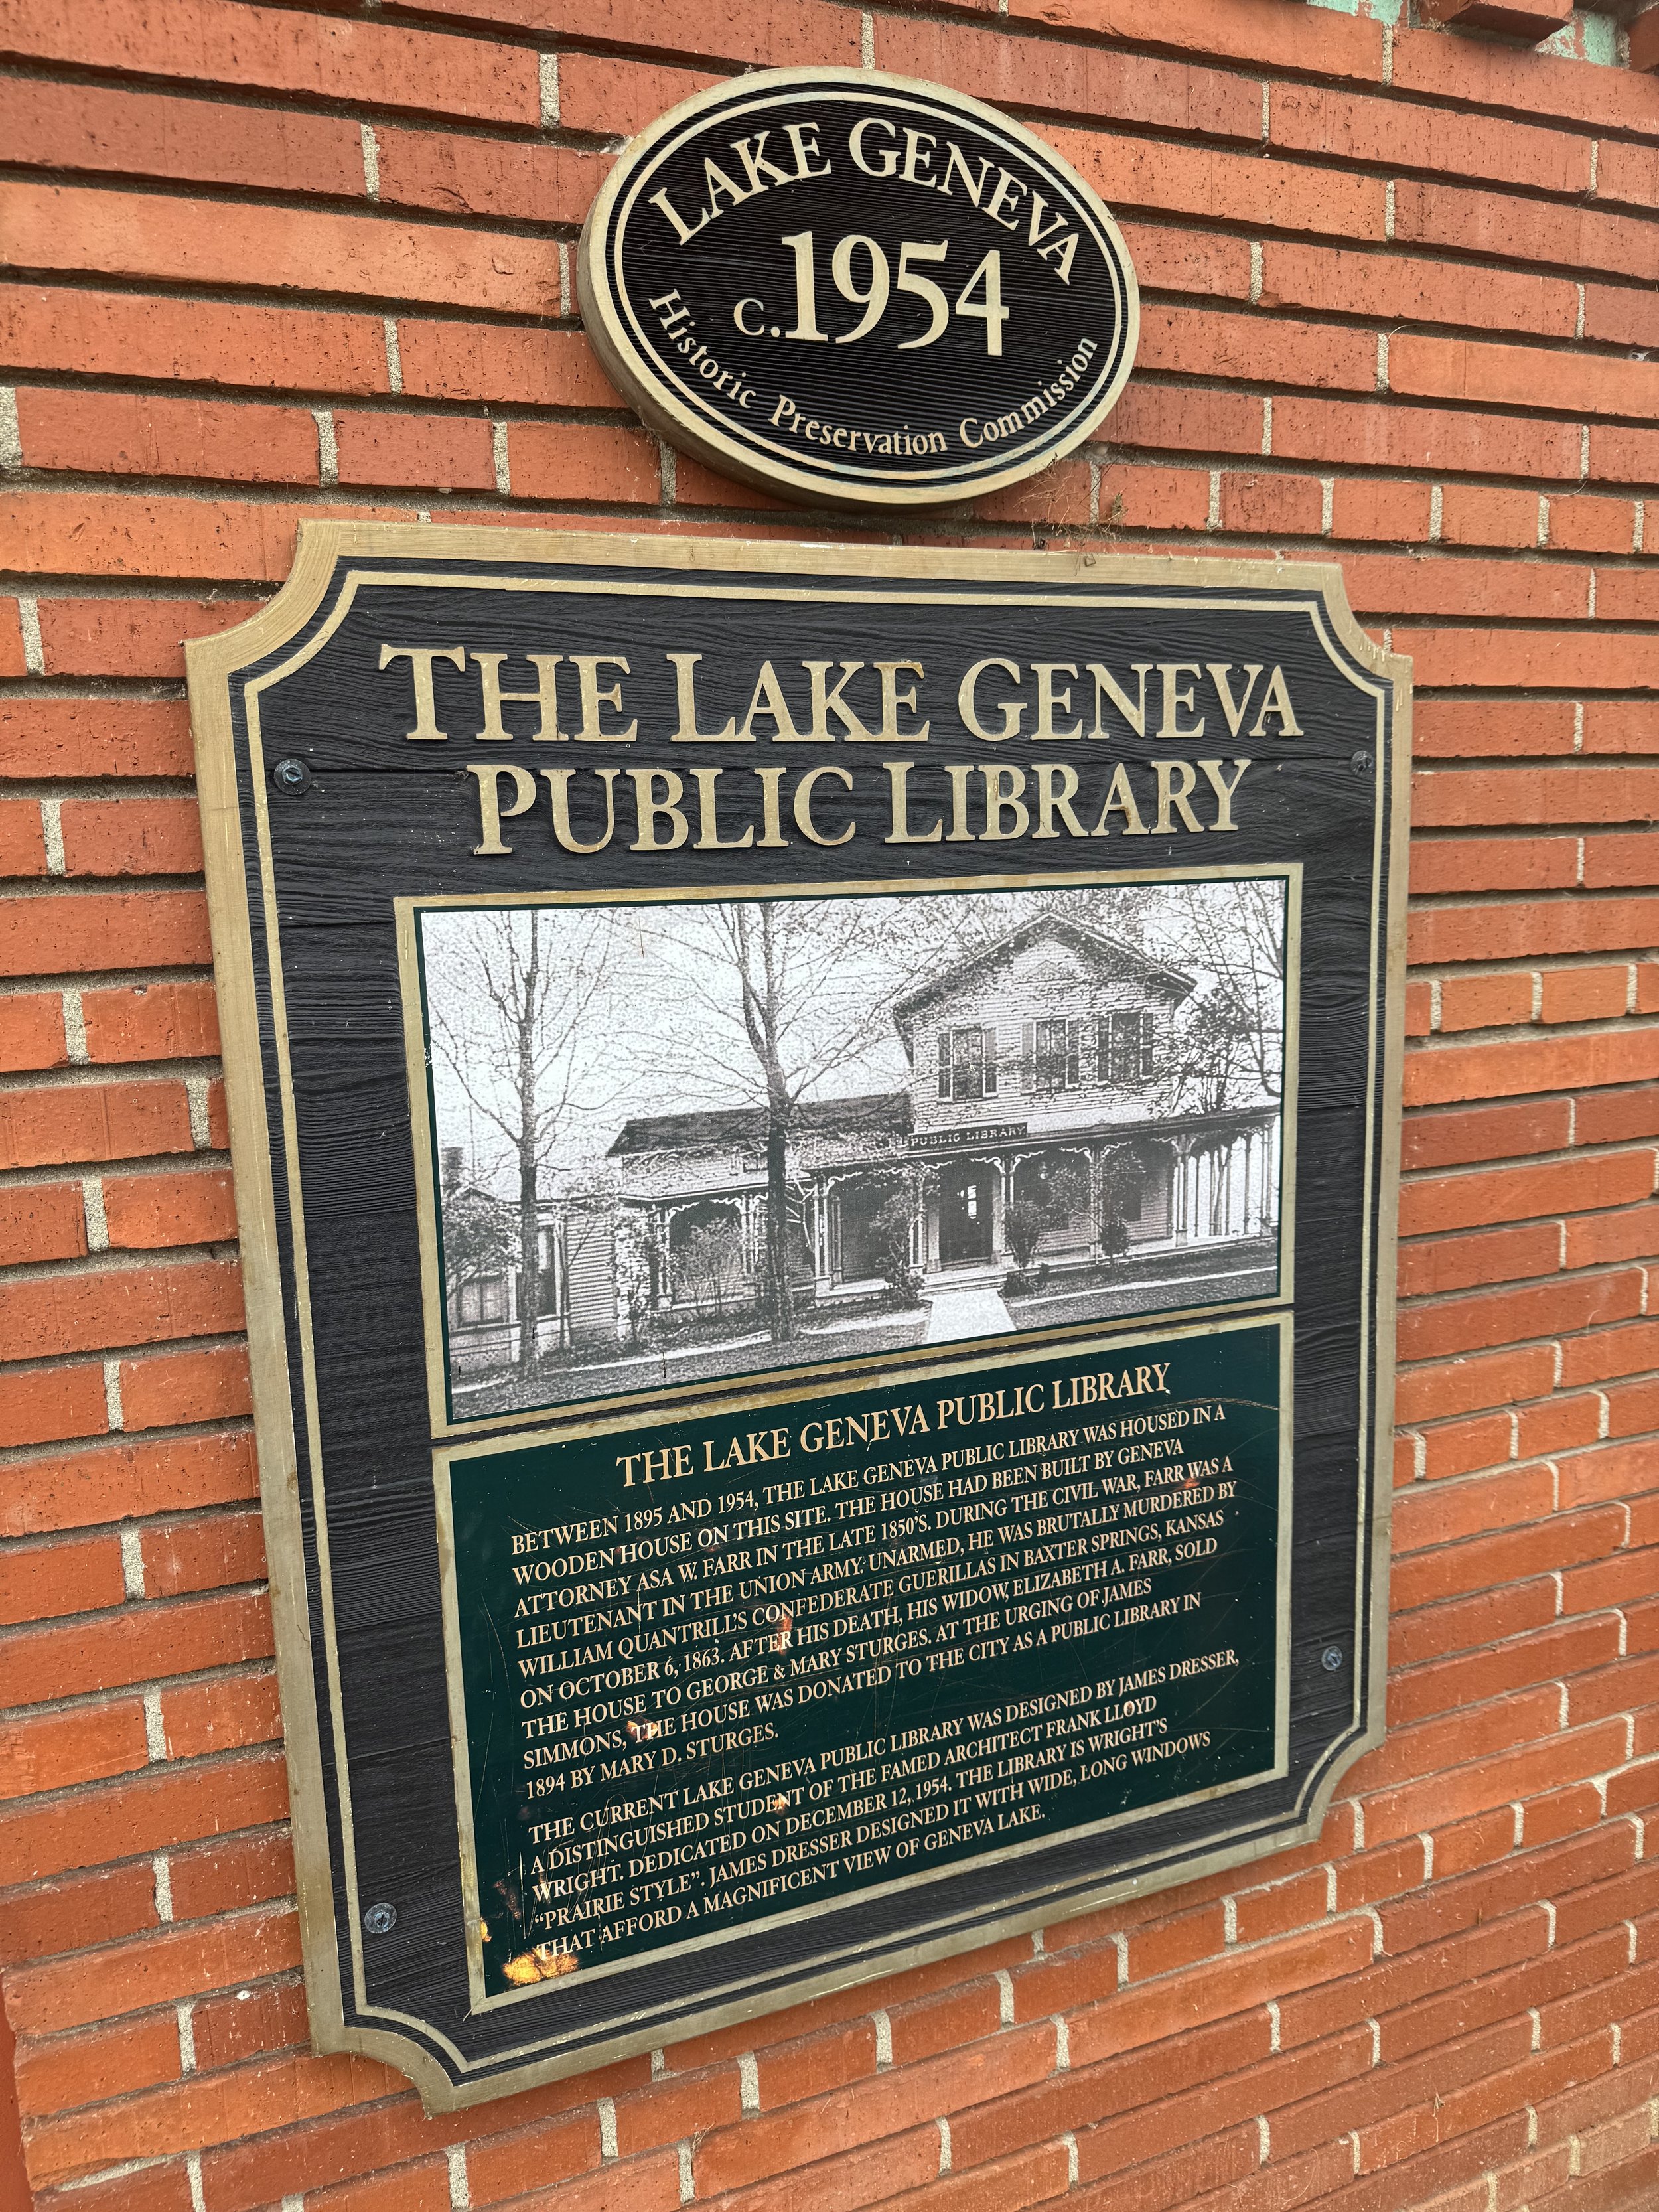 LAKE GENEVA
C.1954
Historic Preservation Commission
THE LAKE GENEVA
PUBLIC LIBRARY
PUBLIC LIBRARY
THE LAKE GENEVA PUBLIC LIBRARY
BETWEEN 1895 AND 1954, THE LAKE GENEVA PUBLIC LIBRARY WAS HOUSED IN A
WOODEN HOUSE ON THIS SITE. THE HOUSE HAD BEEN BUILT BY GENEVA
ATTORNEY ASA W. FARR IN THE LATE 1850'S. DURING THE CIVIL WAR, FARR WAS A
LIEUTENANT IN THE UNION ARMY. UNARMED, HE WAS BRUTALLY MURDERED BY
WILLIAM QUANTRILL'S CONFEDERATE GUERILLAS IN BAXTER SPRINGS, KANSAS
ON OCTOBER 6, 1863. AFTER HIS DEATH, HIS WIDOW, ELIZABETH A. FARR, SOLD
THE HOUSE TO GEORGE & MARY STURGES. AT THE URGING OF JAMES
SIMMONS, THE HOUSE WAS DONATED TO THE CITY AS A PUBLIC LIBRARY IN
1894 BY MARY D. STURGES.
THE CURRENT LAKE GENEVA PUBLIC LIBRARY WAS DESIGNED BY JAMES DRESSER,
A DISTINGUISHED STUDENT OF THE FAMED ARCHITECT FRANK LLOYD
WRIGHT. DEDICATED ON DECEMBER 12, 1954. THE LIBRARY IS WRIGHT'S
"PRAIRIE STYLE". JAMES DRESSER DESIGNED IT WITH WIDE, LONG WINDOWS
THAT AFFORD A MAGNIFICENT VIEW OF GENEVA LAKE.